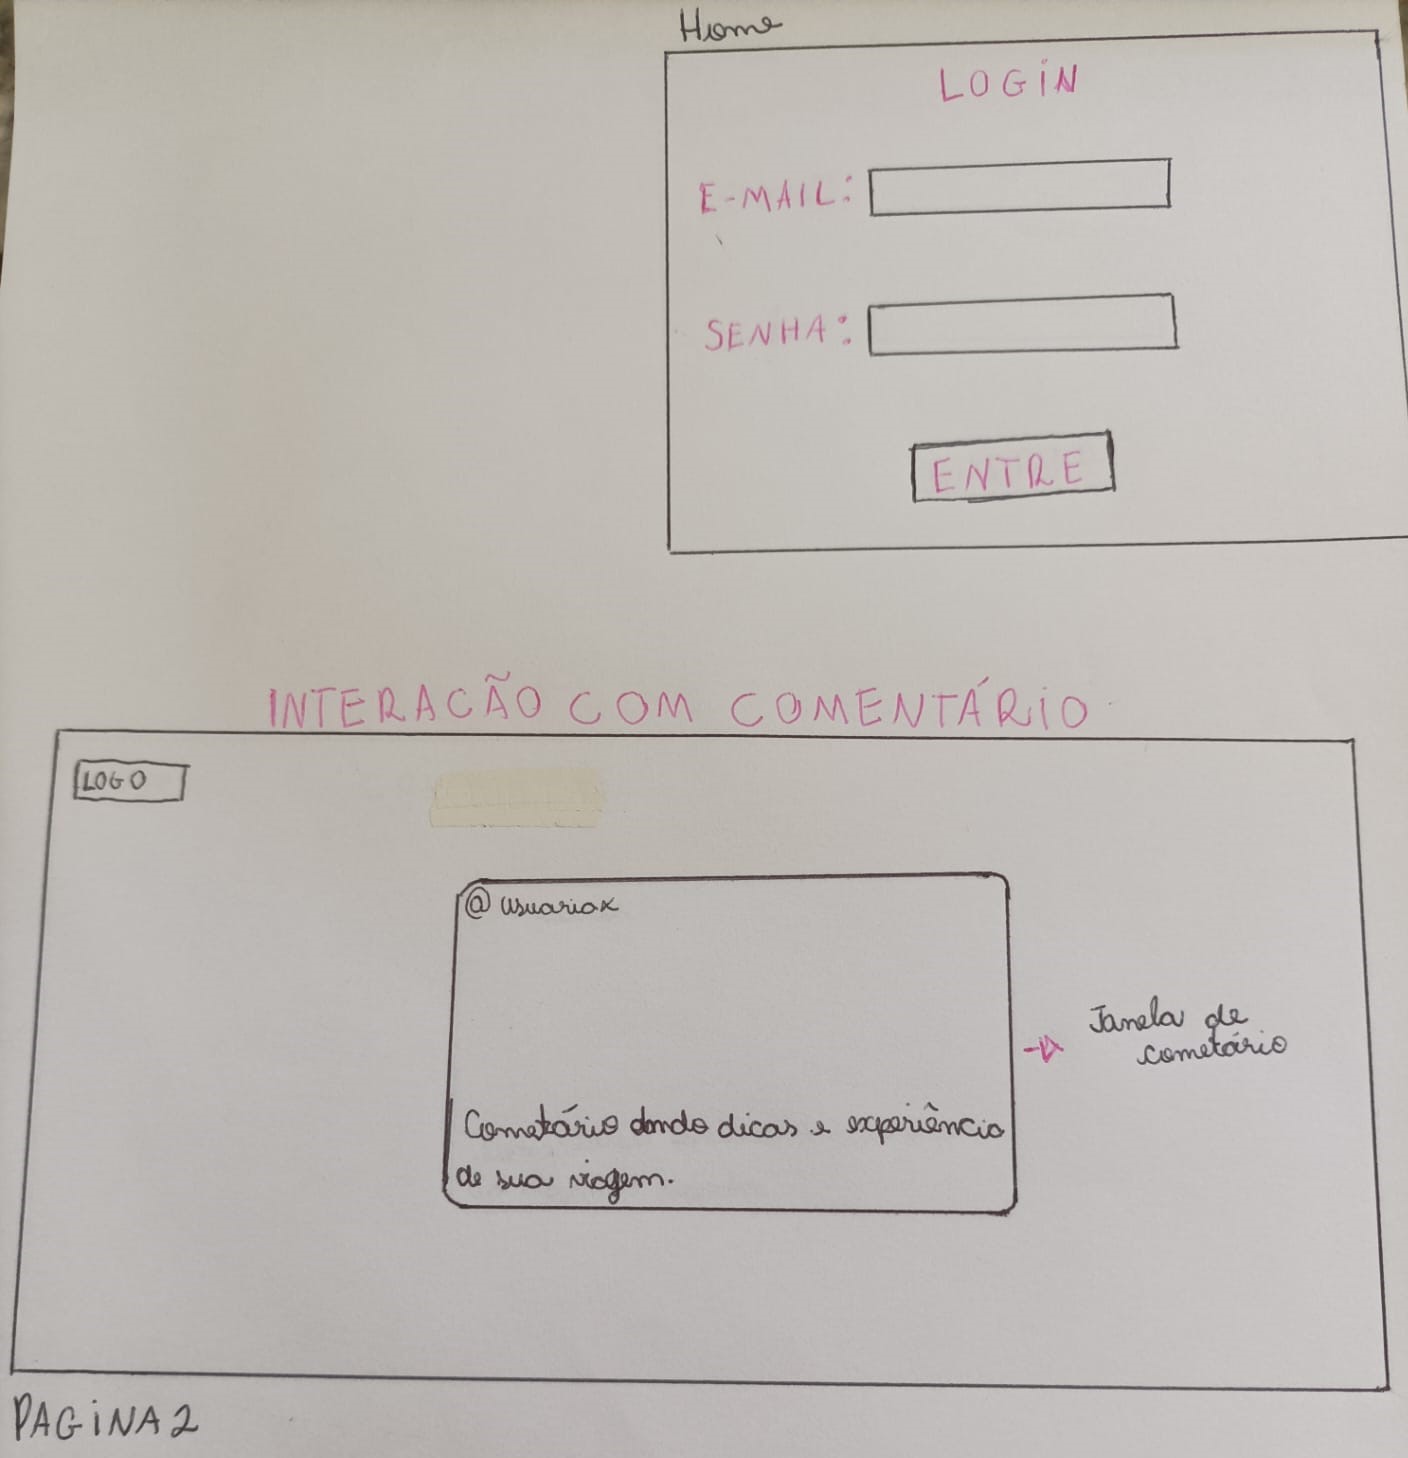 Home
LOGIN
E-MAIL:
SENHA:
ENTRE
INTERACÃO COM COMENTÁRIO
LOGO
@usuariox
Janela de
cometário
Cometário dando dicas e experiência
de sua viagem.
PAGINA 2